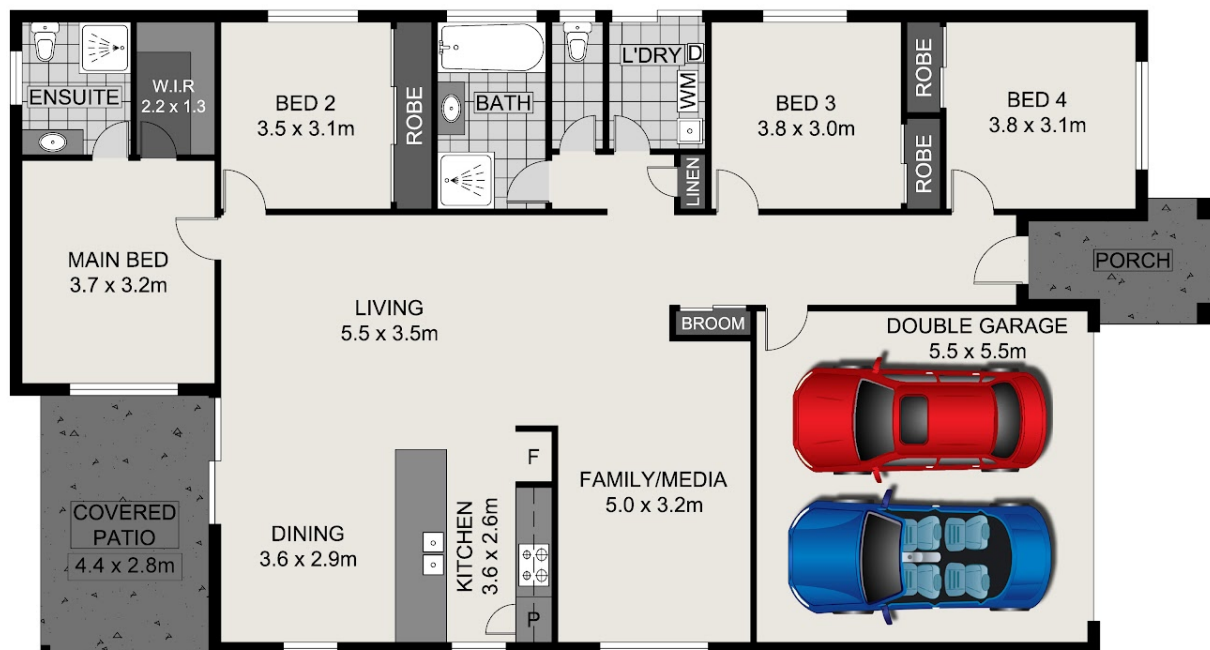 ENSUITE
W.I.R
2.2 x 1.3
BED 2
3.5 x 3.1m
ROBE
BATH
L'DRY
D
WM
LINEN
BED 3
3.8 x 3.0m
ROBE
ROBE
BED 4
3.8 x 3.1m
MAIN BED
3.7 x 3.2m
LIVING
5.5 x 3.5m
BROOM
PORCH
DOUBLE GARAGE
5.5 x 5.5m
COVERED
PATIO
4.4 x 2.8m
DINING
3.6 x 2.9m
KITCHEN
3.6 x 2.6m
F
P
FAMILY/MEDIA
5.0 x 3.2m